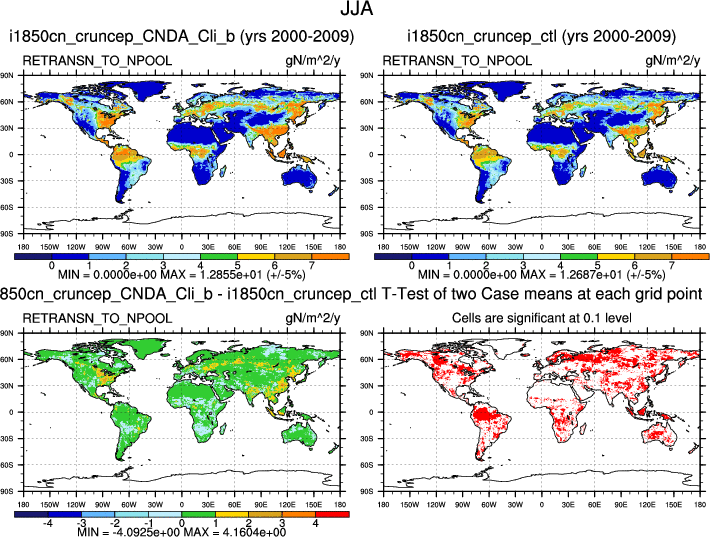 JJA
i1850cn_cruncep_CNDA_Cli_b (yrs 2000-2009)
RETRANSN_TO_NPOOL gN/m^2/y
90N
60N
30N
0
30S
60S
90S
180 150W 120W 90W 60W 30W 0 30E 60E 90E 120E 150E 180
0 1 2 3 4 5 6 7
MIN = 0.0000e+00 MAX = 1.2855e+01 (+/-5%)
i1850cn_cruncep_ctl (yrs 2000-2009)
RETRANSN_TO_NPOOL gN/m^2/y
90N
60N
30N
0
30S
60S
90S
180 150W 120W 90W 60W 30W 0 30E 60E 90E 120E 150E 180
0 1 2 3 4 5 6 7
MIN = 0.0000e+00 MAX = 1.2687e+01 (+/-5%)
850cn_cruncep_CNDA_Cli_b - i1850cn_cruncep_ctl
RETRANSN_TO_NPOOL gN/m^2/y
90N
60N
30N
0
30S
60S
90S
180 150W 120W 90W 60W 30W 0 30E 60E 90E 120E 150E 180
-4 -3 -2 -1 0 1 2 3 4
MIN = -4.0925e+00 MAX = 4.1604e+00
T-Test of two Case means at each grid point
Cells are significant at 0.1 level
90N
60N
30N
0
30S
60S
90S
180 150W 120W 90W 60W 30W 0 30E 60E 90E 120E 150E 180